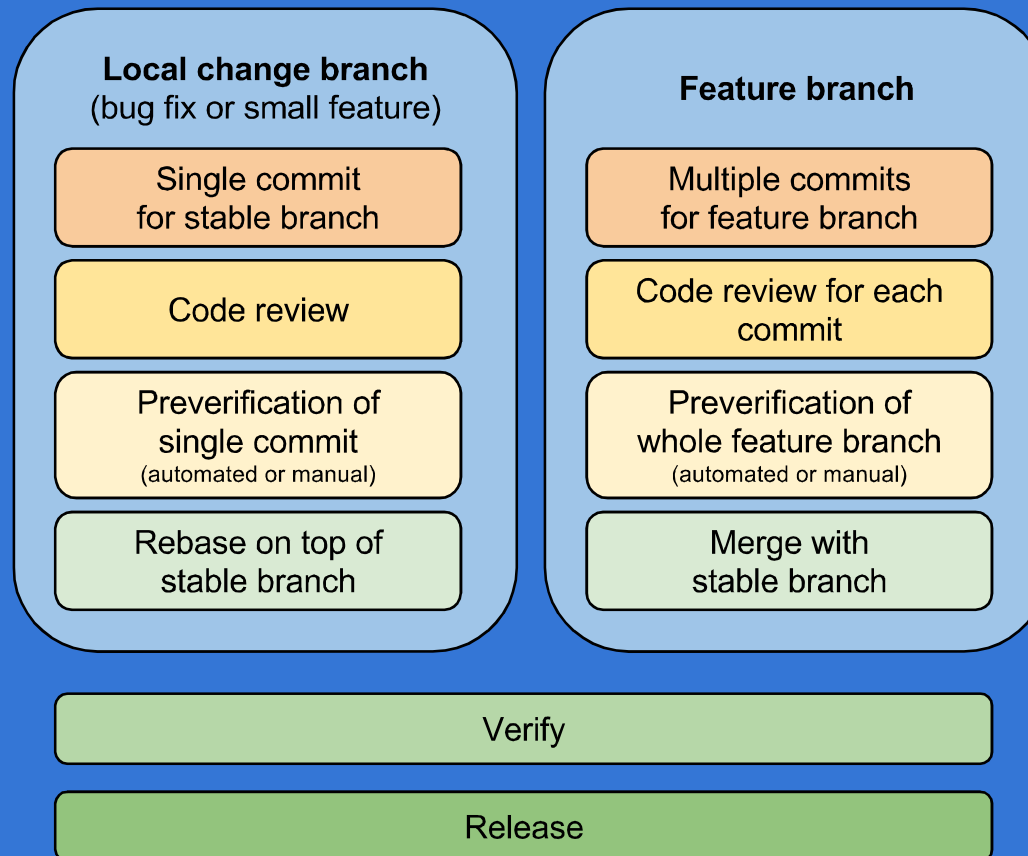 Local change branch
(bug fix or small feature)
Single commit
for stable branch
Code review
Preverification of
single commit
(automated or manual)
Rebase on top of
stable branch
Feature branch
Multiple commits
for feature branch
Code review for each
commit
Preverification of
whole feature branch
(automated or manual)
Merge with
stable branch
Verify
Release